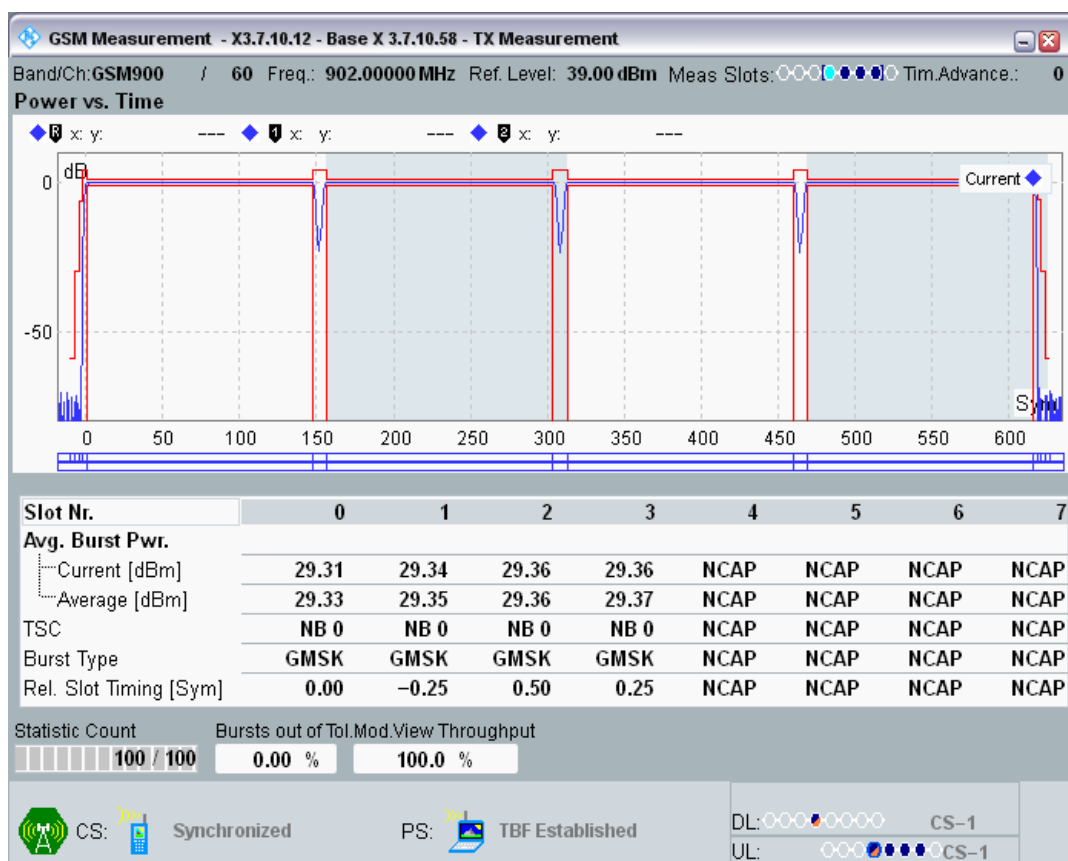 GSM Measurement - X3.7.10.12 - Base X 3.7.10.58 - TX Measurement
Band/Ch:GSM900 / 60 Freq.: 902.00000 MHz Ref. Level: 39.00 dBm Meas Slots: Tim.Advance.: 0
Power vs. Time
R x: y: --- 1 x: y: --- 2 x: y: ---
dB
Current
0
-50
Sym
0 50 100 150 200 250 300 350 400 450 500 550 600
Slot Nr. 0 1 2 3 4 5 6 7
Avg. Burst Pwr.
Current [dBm] 29.31 29.34 29.36 29.36 NCAP NCAP NCAP NCAP
Average [dBm] 29.33 29.35 29.36 29.37 NCAP NCAP NCAP NCAP
TSC NB 0 NB 0 NB 0 NB 0 NCAP NCAP NCAP NCAP
Burst Type GMSK GMSK GMSK GMSK NCAP NCAP NCAP NCAP
Rel. Slot Timing [Sym] 0.00 −0.25 0.50 0.25 NCAP NCAP NCAP NCAP
Statistic Count Bursts out of Tol.Mod.View Throughput
100 / 100 0.00 % 100.0 %
CS: Synchronized PS: TBF Established
DL: CS−1
UL: CS−1